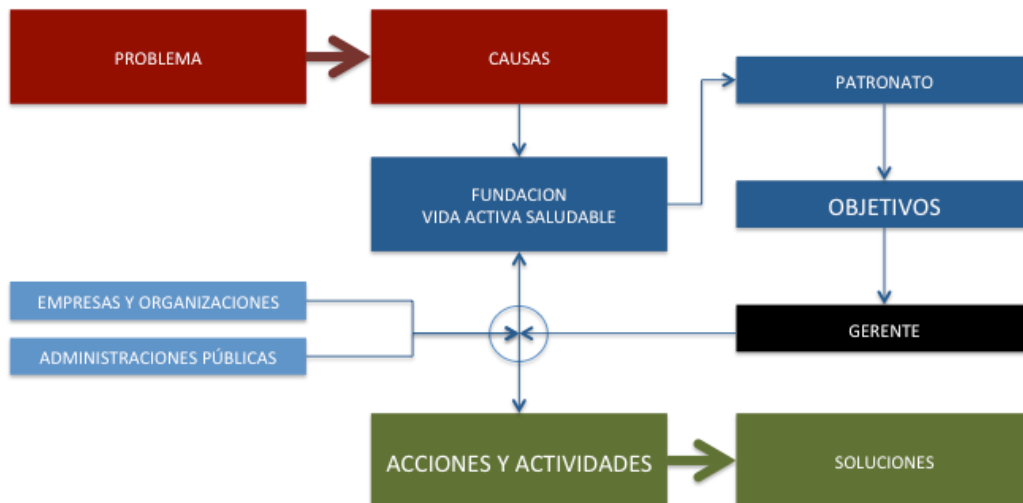 PROBLEMA
CAUSAS
PATRONATO
FUNDACION
VIDA ACTIVA SALUDABLE
OBJETIVOS
EMPRESAS Y ORGANIZACIONES
ADMINISTRACIONES PÚBLICAS
GERENTE
ACCIONES Y ACTIVIDADES
SOLUCIONES